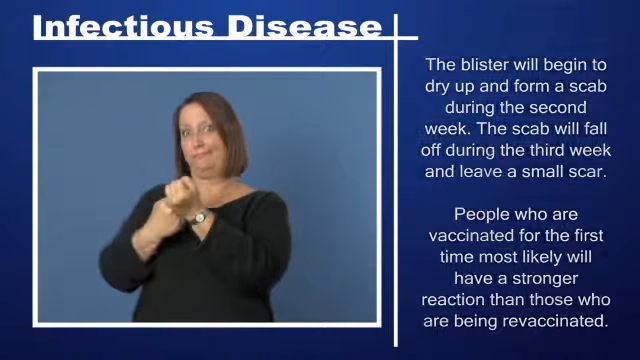 Infectious Disease
The blister will begin to
dry up and form a scab
during the second
week. The scab will fall
off during the third week
and leave a small scar.
People who are
vaccinated for the first
time most likely will
have a stronger
reaction than those who
are being revaccinated.